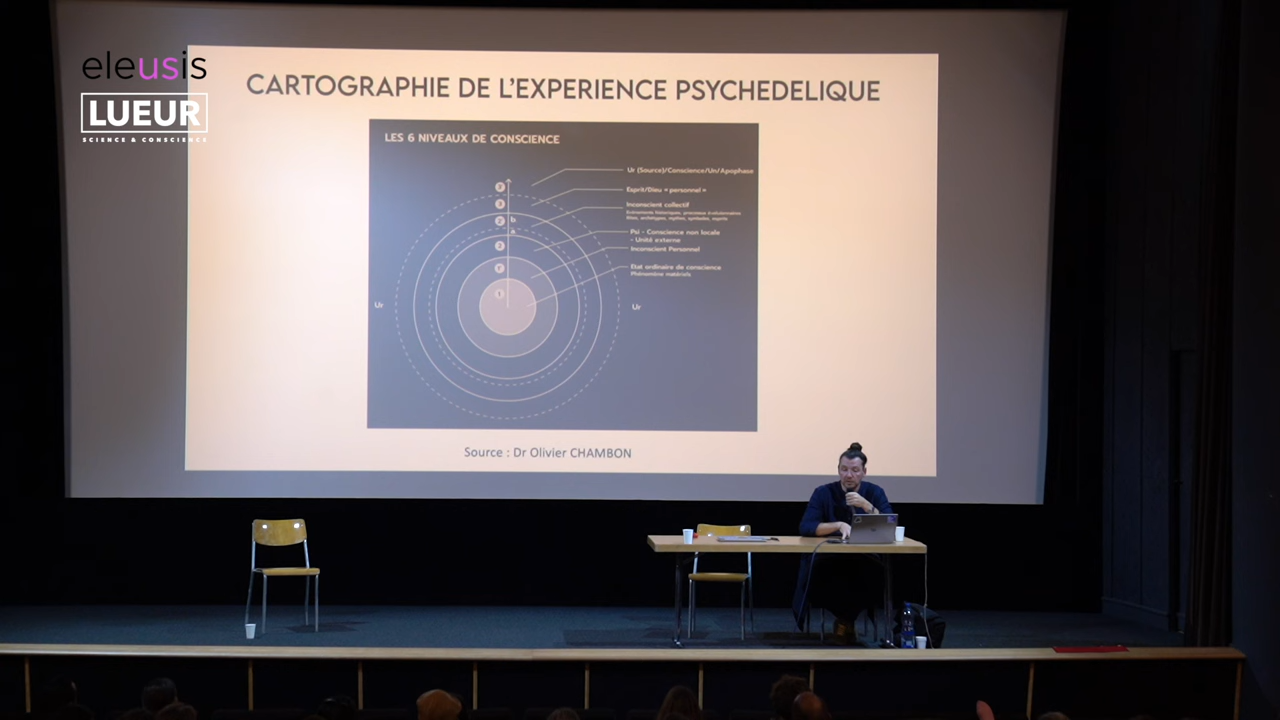 eleusis
LUEUR
SCIENCE & CONSCIENCE
CARTOGRAPHIE DE L'EXPERIENCE PSYCHEDELIQUE
LES 6 NIVEAUX DE CONSCIENCE
Ur (Source)/Conscience/Un/Apophase
Esprit/Dieu « personnel »
Inconscient collectif
Psi - Conscience non locale
- Unité externe
Inconscient Personnel
Etat ordinaire de conscience
Phénomène matériels
3
b
a
Ur
Ur
Source : Dr Olivier CHAMBON